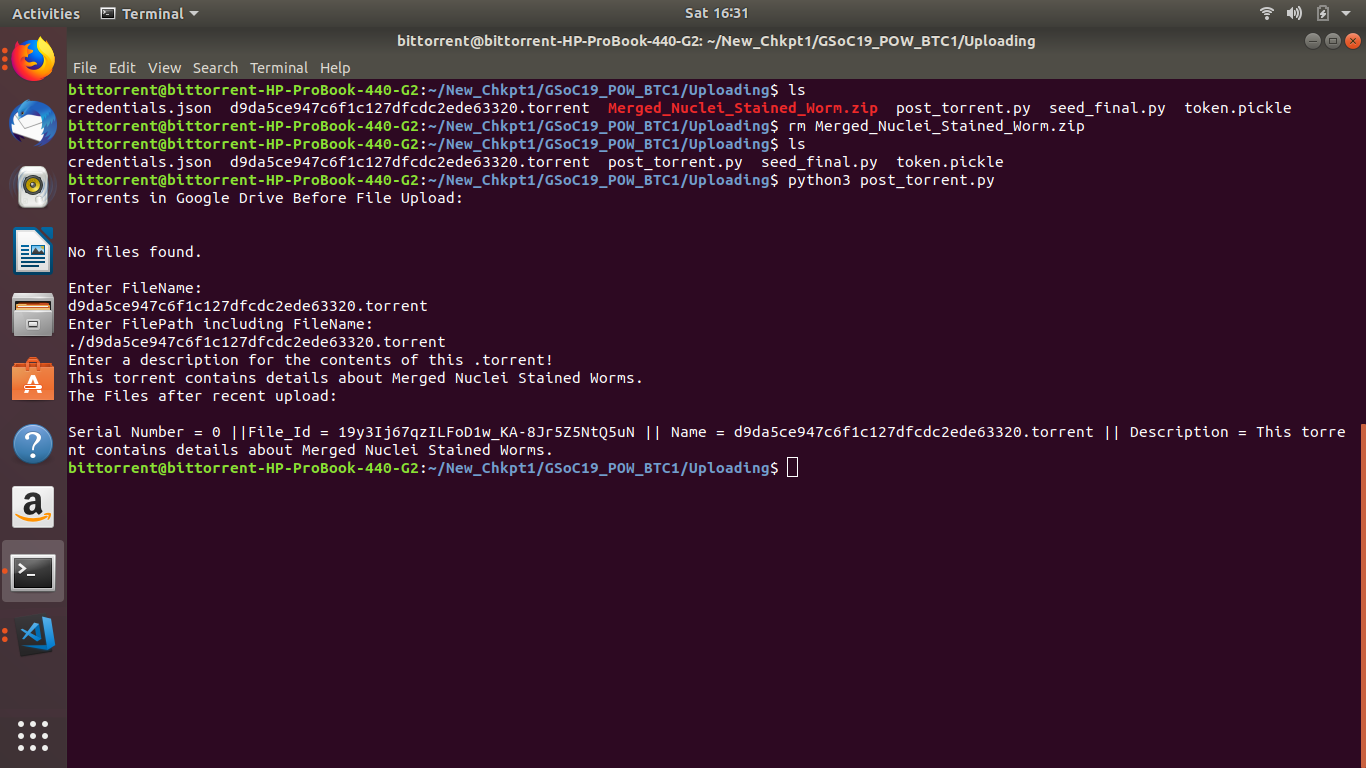 Activities Terminal Sat 16:31
bittorrent@bittorrent-HP-ProBook-440-G2: ~/New_Chkpt1/GSoC19_POW_BTC1/Uploading
File Edit View Search Terminal Help
bittorrent@bittorrent-HP-ProBook-440-G2:~/New_Chkpt1/GSoC19_POW_BTC1/Uploading$ ls
credentials.json d9da5ce947c6f1c127dfcdc2ede63320.torrent Merged_Nuclei_Stained_Worm.zip post_torrent.py seed_final.py token.pickle
bittorrent@bittorrent-HP-ProBook-440-G2:~/New_Chkpt1/GSoC19_POW_BTC1/Uploading$ rm Merged_Nuclei_Stained_Worm.zip
bittorrent@bittorrent-HP-ProBook-440-G2:~/New_Chkpt1/GSoC19_POW_BTC1/Uploading$ ls
credentials.json d9da5ce947c6f1c127dfcdc2ede63320.torrent post_torrent.py seed_final.py token.pickle
bittorrent@bittorrent-HP-ProBook-440-G2:~/New_Chkpt1/GSoC19_POW_BTC1/Uploading$ python3 post_torrent.py
Torrents in Google Drive Before File Upload:
No files found.
Enter FileName:
d9da5ce947c6f1c127dfcdc2ede63320.torrent
Enter FilePath including FileName:
./d9da5ce947c6f1c127dfcdc2ede63320.torrent
Enter a description for the contents of this .torrent!
This torrent contains details about Merged Nuclei Stained Worms.
The Files after recent upload:
Serial Number = 0 ||File_Id = 19y3Ij67qzILFoD1w_KA-8Jr5Z5NtQ5uN || Name = d9da5ce947c6f1c127dfcdc2ede63320.torrent || Description = This torre
nt contains details about Merged Nuclei Stained Worms.
bittorrent@bittorrent-HP-ProBook-440-G2:~/New_Chkpt1/GSoC19_POW_BTC1/Uploading$